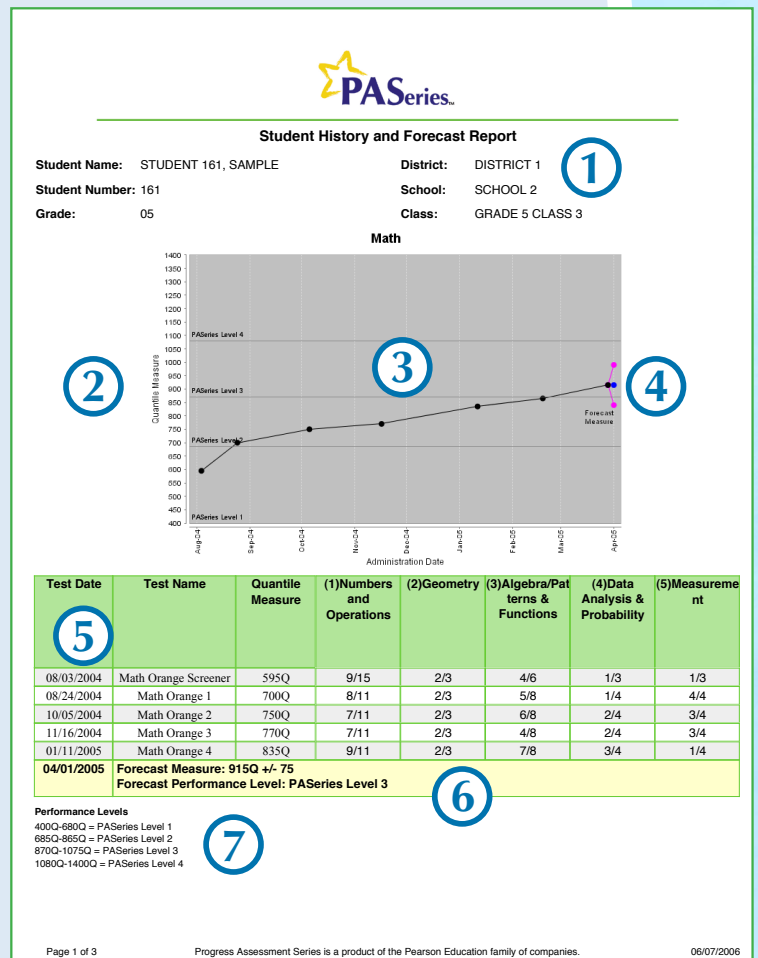 PASeries™
Student History and Forecast Report
Student Name: STUDENT 161, SAMPLE District: DISTRICT 1
1
Student Number: 161 School: SCHOOL 2
Grade: 05 Class: GRADE 5 CLASS 3
Math
1400
1350
1300
1250
1200
1150
1100
PASeries Level 4
1050
1000
950
900
PASeries Level 3
850
800
750
700
PASeries Level 2
650
600
550
500
450
PASeries Level 1
400
Quantile Measure
2
3
4
Forecast
Measure
Aug-04 Sep-04 Oct-04 Nov-04 Dec-04 Jan-05 Feb-05 Mar-05 Apr-05
Administration Date
Test Date Test Name Quantile (1)Numbers (2)Geometry (3)Algebra/Pat (4)Data (5)Measureme
Measure and terns & Analysis & nt
Operations Functions Probability
5
08/03/2004 Math Orange Screener 595Q 9/15 2/3 4/6 1/3 1/3
08/24/2004 Math Orange 1 700Q 8/11 2/3 5/8 1/4 4/4
10/05/2004 Math Orange 2 750Q 7/11 2/3 6/8 2/4 3/4
11/16/2004 Math Orange 3 770Q 7/11 2/3 4/8 2/4 3/4
01/11/2005 Math Orange 4 835Q 9/11 2/3 7/8 3/4 1/4
04/01/2005 Forecast Measure: 915Q +/- 75
Forecast Performance Level: PASeries Level 3
6
Performance Levels
400Q-680Q = PASeries Level 1
685Q-865Q = PASeries Level 2
870Q-1075Q = PASeries Level 3
1080Q-1400Q = PASeries Level 4
7
Page 1 of 3 Progress Assessment Series is a product of the Pearson Education family of companies. 06/07/2006